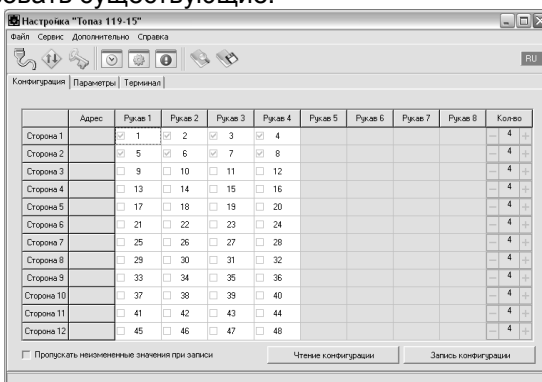 овать существующие.
Настройка "Топаз 119-15"
Файл Сервис Дополнительно Справка
RU
Конфигурация Параметры Терминал
Адрес Рукав 1 Рукав 2 Рукав 3 Рукав 4 Рукав 5 Рукав 6 Рукав 7 Рукав 8 Кол-во
Сторона 1 1 2 3 4 - 4 +
Сторона 2 5 6 7 8 - 4 +
Сторона 3 9 10 11 12 - 4 +
Сторона 4 13 14 15 16 - 4 +
Сторона 5 17 18 19 20 - 4 +
Сторона 6 21 22 23 24 - 4 +
Сторона 7 25 26 27 28 - 4 +
Сторона 8 29 30 31 32 - 4 +
Сторона 9 33 34 35 36 - 4 +
Сторона 10 37 38 39 40 - 4 +
Сторона 11 41 42 43 44 - 4 +
Сторона 12 45 46 47 48 - 4 +
Пропускать неизмененные значения при записи Чтение конфигурации Запись конфигурации